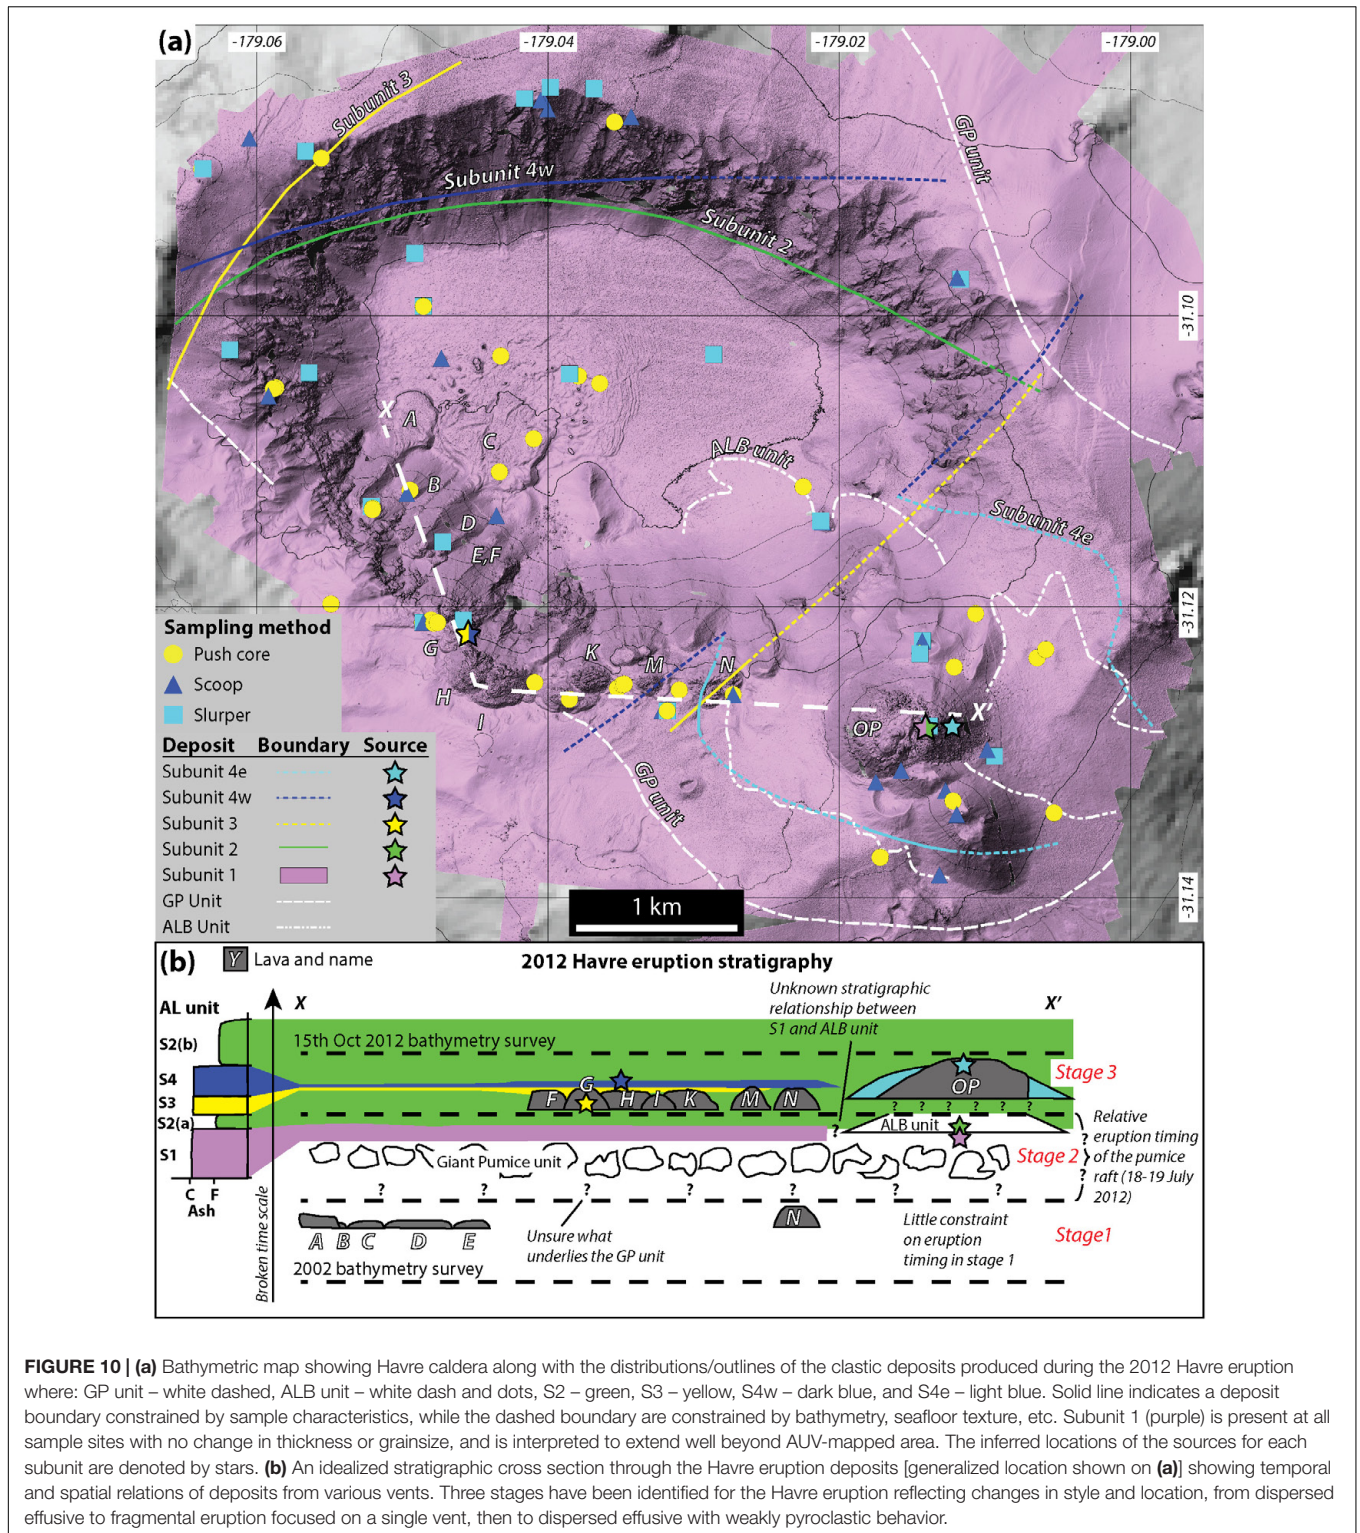 (a)
-179.06
-179.04
-179.02
-179.00
Subunit 3
GP unit
Subunit 4w
Subunit 2
-31.10
X
A
C
ALB unit
B
Subunit 4e
D
E,F
-31.12
Sampling method
Push core
Scoop
Slurper
G
K
M
N
H
I
X'
OP
GP unit
Deposit Boundary Source
Subunit 4e
Subunit 4w
Subunit 3
Subunit 2
Subunit 1
GP Unit
ALB Unit
1 km
-31.14
(b)
Y Lava and name
2012 Havre eruption stratigraphy
Unknown stratigraphic
relationship between
S1 and ALB unit
AL unit
X
X'
S2(b)
15th Oct 2012 bathymetry survey
Stage 3
S4
G
OP
S3
F H I K M N
? ? ? ? ? ?
S2(a)
ALB unit
?
Relative
eruption timing
of the pumice
raft (18-19 July
2012)
?
?
S1
Giant Pumice unit
Stage 2
? ? ? ? ? ? ?
C F
Ash
Broken time scale
N
A B C D E
Unsure what
underlies the GP unit
Little constraint
on eruption
timing in stage 1
Stage1
2002 bathymetry survey
FIGURE 10 | (a) Bathymetric map showing Havre caldera along with the distributions/outlines of the clastic deposits produced during the 2012 Havre eruption
where: GP unit – white dashed, ALB unit – white dash and dots, S2 – green, S3 – yellow, S4w – dark blue, and S4e – light blue. Solid line indicates a deposit
boundary constrained by sample characteristics, while the dashed boundary are constrained by bathymetry, seafloor texture, etc. Subunit 1 (purple) is present at all
sample sites with no change in thickness or grainsize, and is interpreted to extend well beyond AUV-mapped area. The inferred locations of the sources for each
subunit are denoted by stars. (b) An idealized stratigraphic cross section through the Havre eruption deposits [generalized location shown on (a)] showing temporal
and spatial relations of deposits from various vents. Three stages have been identified for the Havre eruption reflecting changes in style and location, from dispersed
effusive to fragmental eruption focused on a single vent, then to dispersed effusive with weakly pyroclastic behavior.